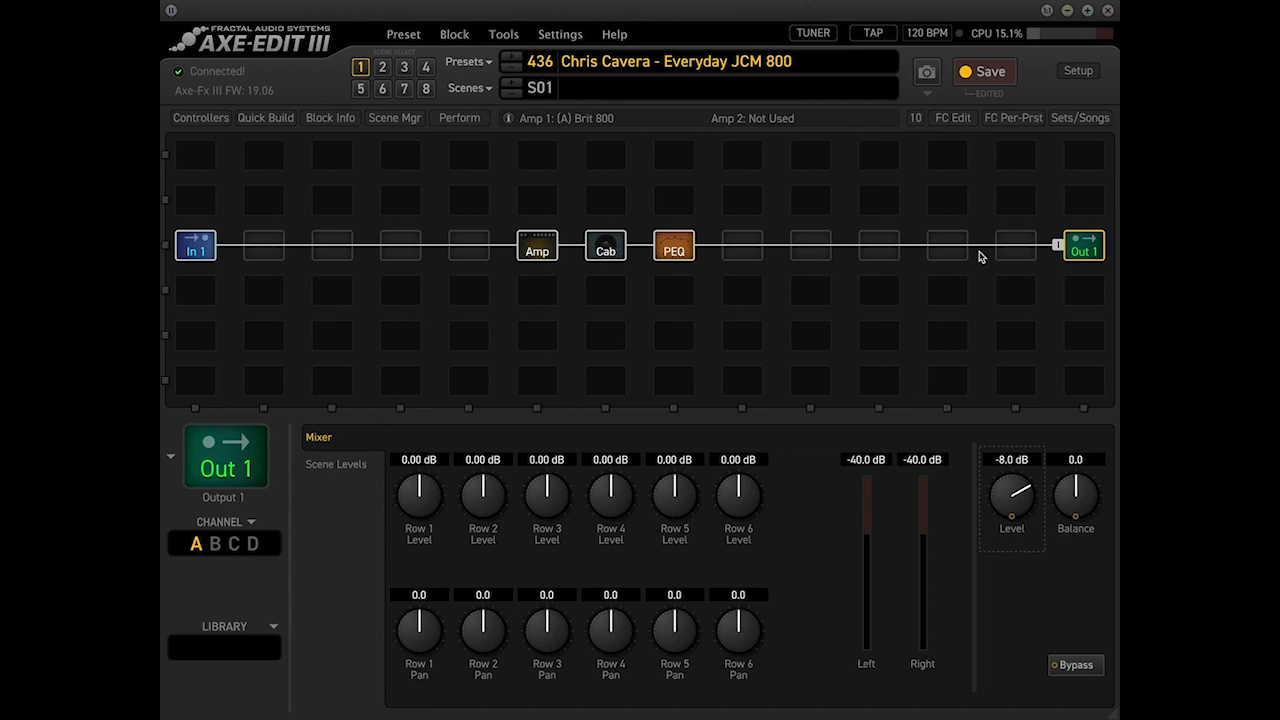 FRACTAL AUDIO SYSTEMS
AXE-EDIT III
Preset Block Tools Settings Help
TUNER TAP 120 BPM CPU 15.1%
Connected!
Axe-Fx III FW: 19.06
SCENE SELECT
1 2 3 4
5 6 7 8
Presets 436 Chris Cavera - Everyday JCM 800
Scenes S01
Save
EDITED
Setup
Controllers Quick Build Block Info Scene Mgr Perform Amp 1: (A) Brit 800 Amp 2: Not Used 10 FC Edit FC Per-Prst Sets/Songs
In 1 Amp Cab PEQ Out 1
Out 1
Output 1
CHANNEL
A B C D
LIBRARY
Mixer
Scene Levels
0.00 dB 0.00 dB 0.00 dB 0.00 dB 0.00 dB 0.00 dB -40.0 dB -40.0 dB -8.0 dB 0.0
Row 1 Row 2 Row 3 Row 4 Row 5 Row 6 Level Balance
Level Level Level Level Level Level
0.0 0.0 0.0 0.0 0.0 0.0
Row 1 Row 2 Row 3 Row 4 Row 5 Row 6 Left Right Bypass
Pan Pan Pan Pan Pan Pan